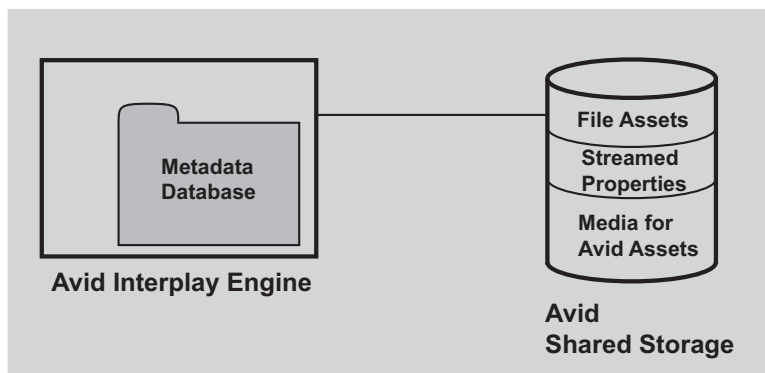 Metadata
Database
Avid Interplay Engine
File Assets
Streamed
Properties
Media for
Avid Assets
Avid
Shared Storage